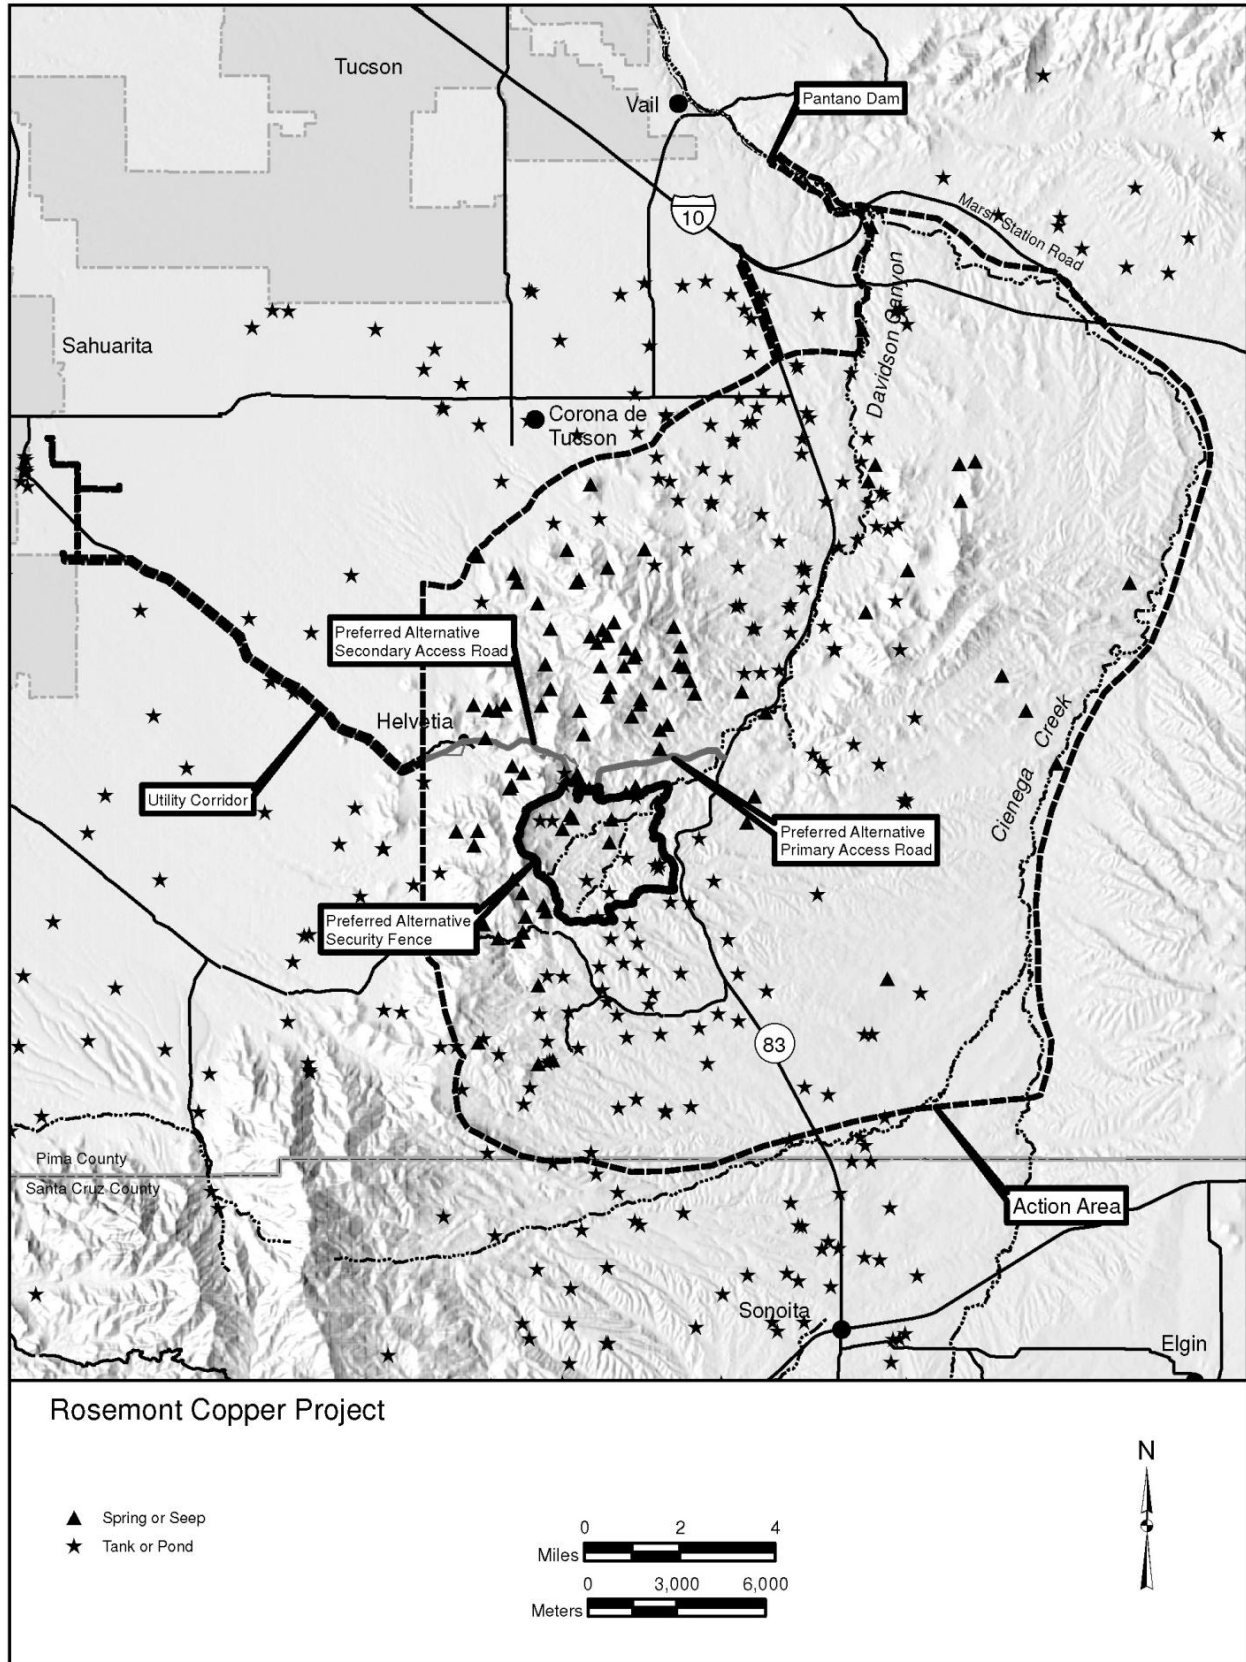 Tucson
Vail
Pantano Dam
10
Marsh Station Road
Davidson Canyon
Sahuarita
Corona de
Tucson
Preferred Alternative
Secondary Access Road
Helvetia
Utility Corridor
Cienega Creek
Preferred Alternative
Primary Access Road
Preferred Alternative
Security Fence
83
Pima County
Santa Cruz County
Action Area
Sonoita
Elgin
Rosemont Copper Project
N
Spring or Seep
Tank or Pond
0 2 4
Miles
0 3,000 6,000
Meters